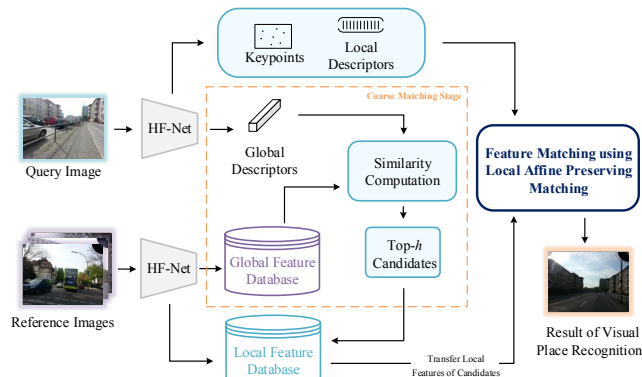 Keypoints
Local
Descriptors
Coarse Matching Stage
HF-Net
Query Image
Global
Descriptors
Similarity
Computation
Feature Matching using
Local Affine Preserving
Matching
HF-Net
Reference Images
Global Feature
Database
Top-h
Candidates
Local Feature
Database
Transfer Local
Features of Candidates
Result of Visual
Place Recognition